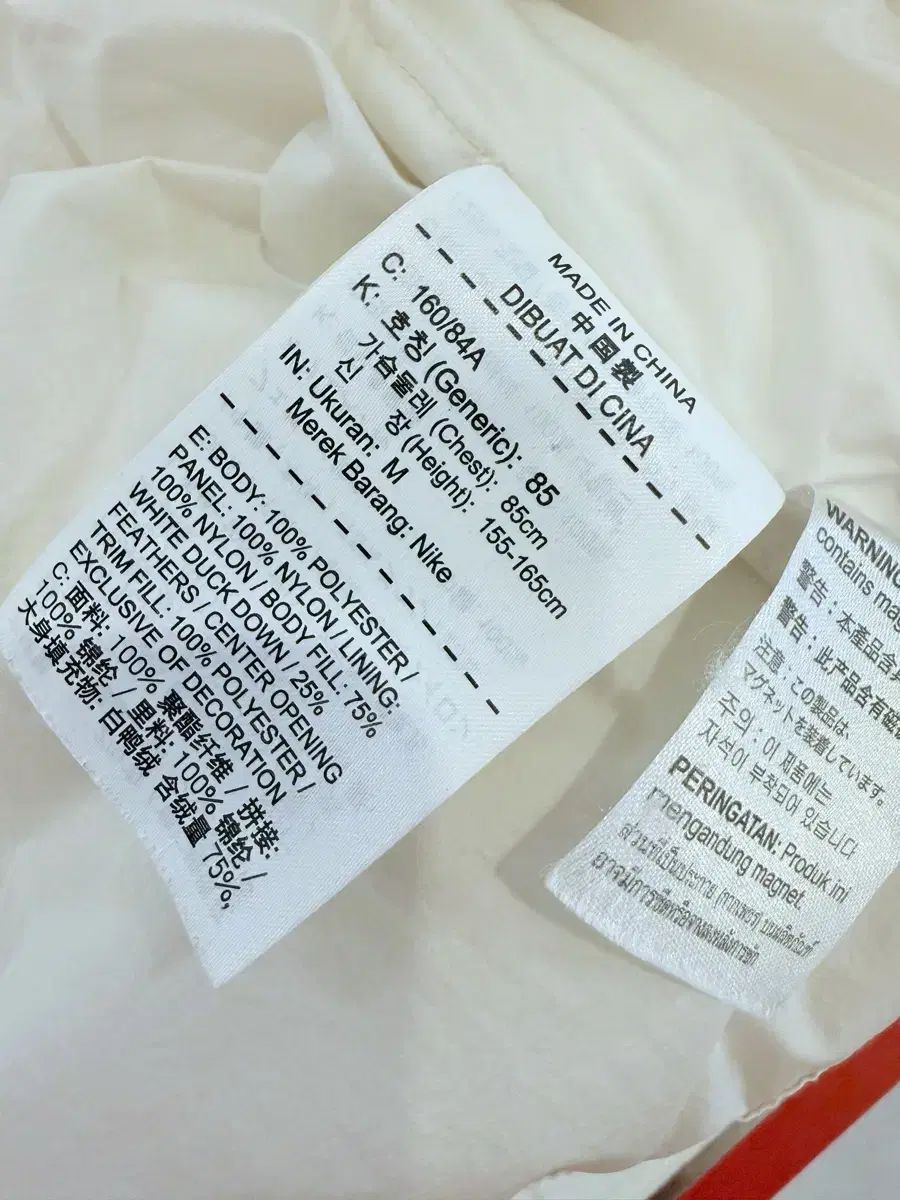 MADE IN CHINA
中国製
DIBUAT DI CINA
C: 160/84A
K: 호칭 (Generic): 85
가슴둘레 (Chest): 85cm
신 장 (Height): 155-165cm
IN: Ukuran: M
Merek Barang: Nike
E: BODY: 100% POLYESTER /
PANEL: 100% NYLON / LINING:
100% NYLON / BODY FILL: 75%
WHITE DUCK DOWN / 25%
FEATHERS / CENTER OPENING
TRIM FILL: 100% POLYESTER /
EXCLUSIVE OF DECORATION
C: 面料: 100% 聚酯纤维 / 拼接:
100% 锦纶 / 里料: 100% 锦纶 /
大身填充物: 白鸭绒 含绒量 75%,
WARNING
contains
警告 : 本產品含
警告 : 此产品含有磁
注意 : この製品は、
マグネットを装着しています。
주의 : 이 제품에는
자석이 부착되어 있습니다.
PERINGATAN: Produk ini
mengandung magnet.